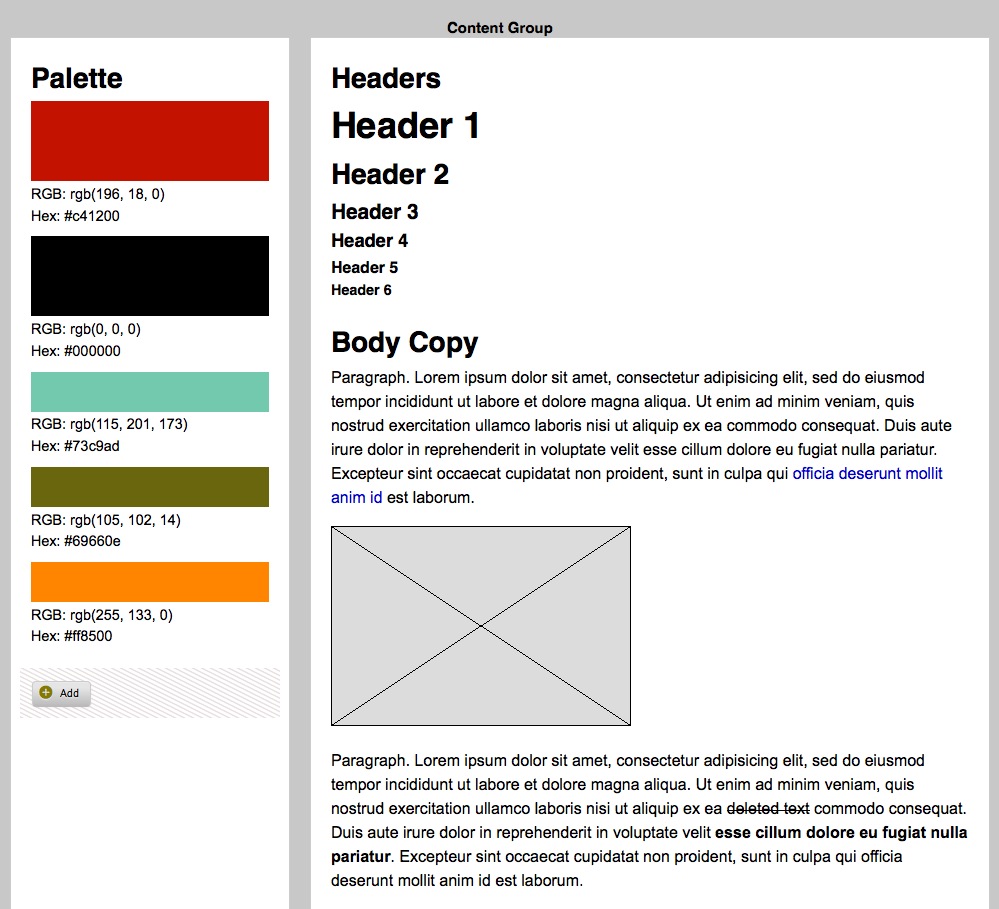 Content Group
Palette
RGB: rgb(196, 18, 0)
Hex: #c41200
RGB: rgb(0, 0, 0)
Hex: #000000
RGB: rgb(115, 201, 173)
Hex: #73c9ad
RGB: rgb(105, 102, 14)
Hex: #69660e
RGB: rgb(255, 133, 0)
Hex: #ff8500
Add
Headers
Header 1
Header 2
Header 3
Header 4
Header 5
Header 6
Body Copy
Paragraph. Lorem ipsum dolor sit amet, consectetur adipisicing elit, sed do eiusmod
tempor incididunt ut labore et dolore magna aliqua. Ut enim ad minim veniam, quis
nostrud exercitation ullamco laboris nisi ut aliquip ex ea commodo consequat. Duis aute
irure dolor in reprehenderit in voluptate velit esse cillum dolore eu fugiat nulla pariatur.
Excepteur sint occaecat cupidatat non proident, sunt in culpa qui officia deserunt mollit
anim id est laborum.
Paragraph. Lorem ipsum dolor sit amet, consectetur adipisicing elit, sed do eiusmod
tempor incididunt ut labore et dolore magna aliqua. Ut enim ad minim veniam, quis
nostrud exercitation ullamco laboris nisi ut aliquip ex ea deleted text commodo consequat.
Duis aute irure dolor in reprehenderit in voluptate velit esse cillum dolore eu fugiat nulla
pariatur. Excepteur sint occaecat cupidatat non proident, sunt in culpa qui officia
deserunt mollit anim id est laborum.